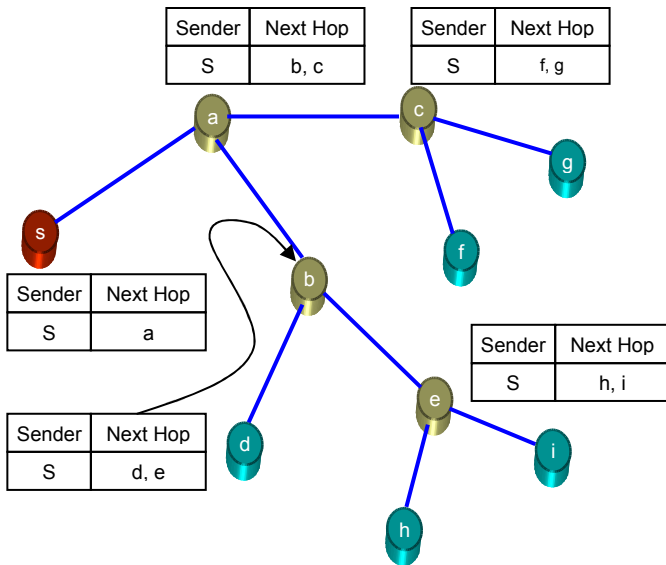 Sender Next Hop
S b, c
Sender Next Hop
S f, g
a
c
g
s
f
b
Sender Next Hop
S a
Sender Next Hop
S h, i
e
Sender Next Hop
S d, e
d
i
h